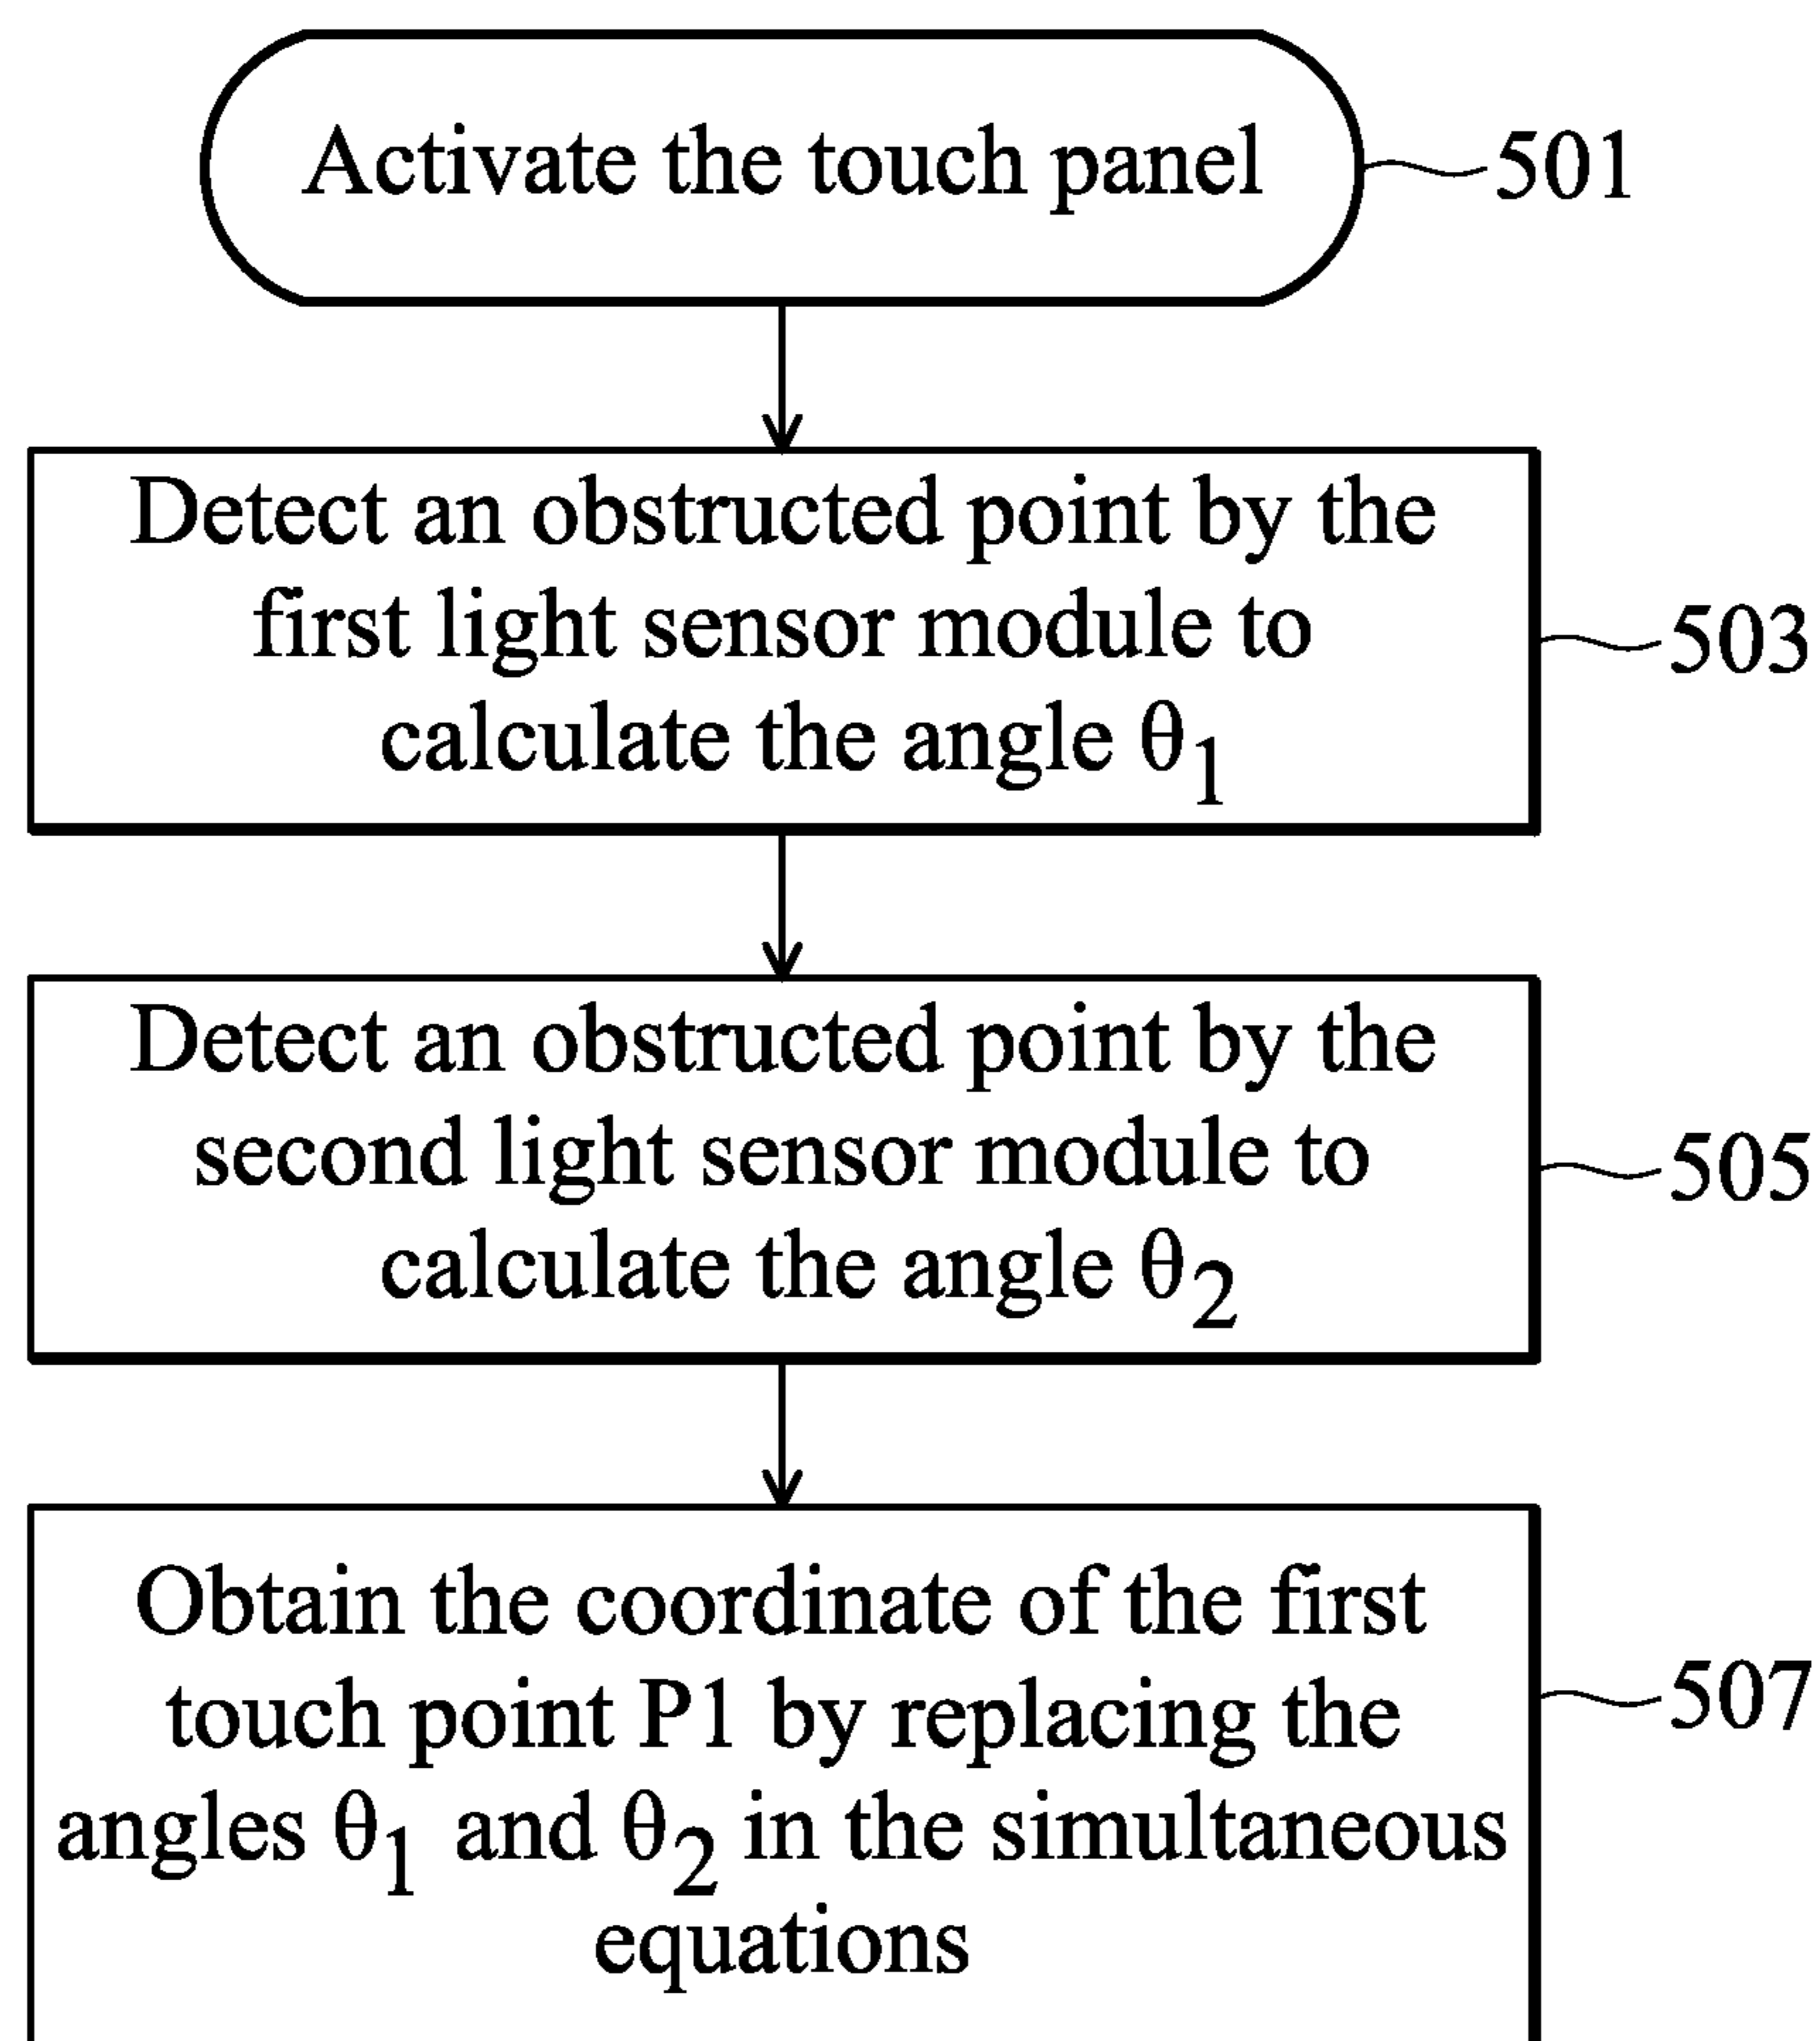 Activate the touch panel
501
Detect an obstructed point by the
first light sensor module to
calculate the angle θ1
503
Detect an obstructed point by the
second light sensor module to
calculate the angle θ2
505
Obtain the coordinate of the first
touch point P1 by replacing the
angles θ1 and θ2 in the simultaneous
equations
507